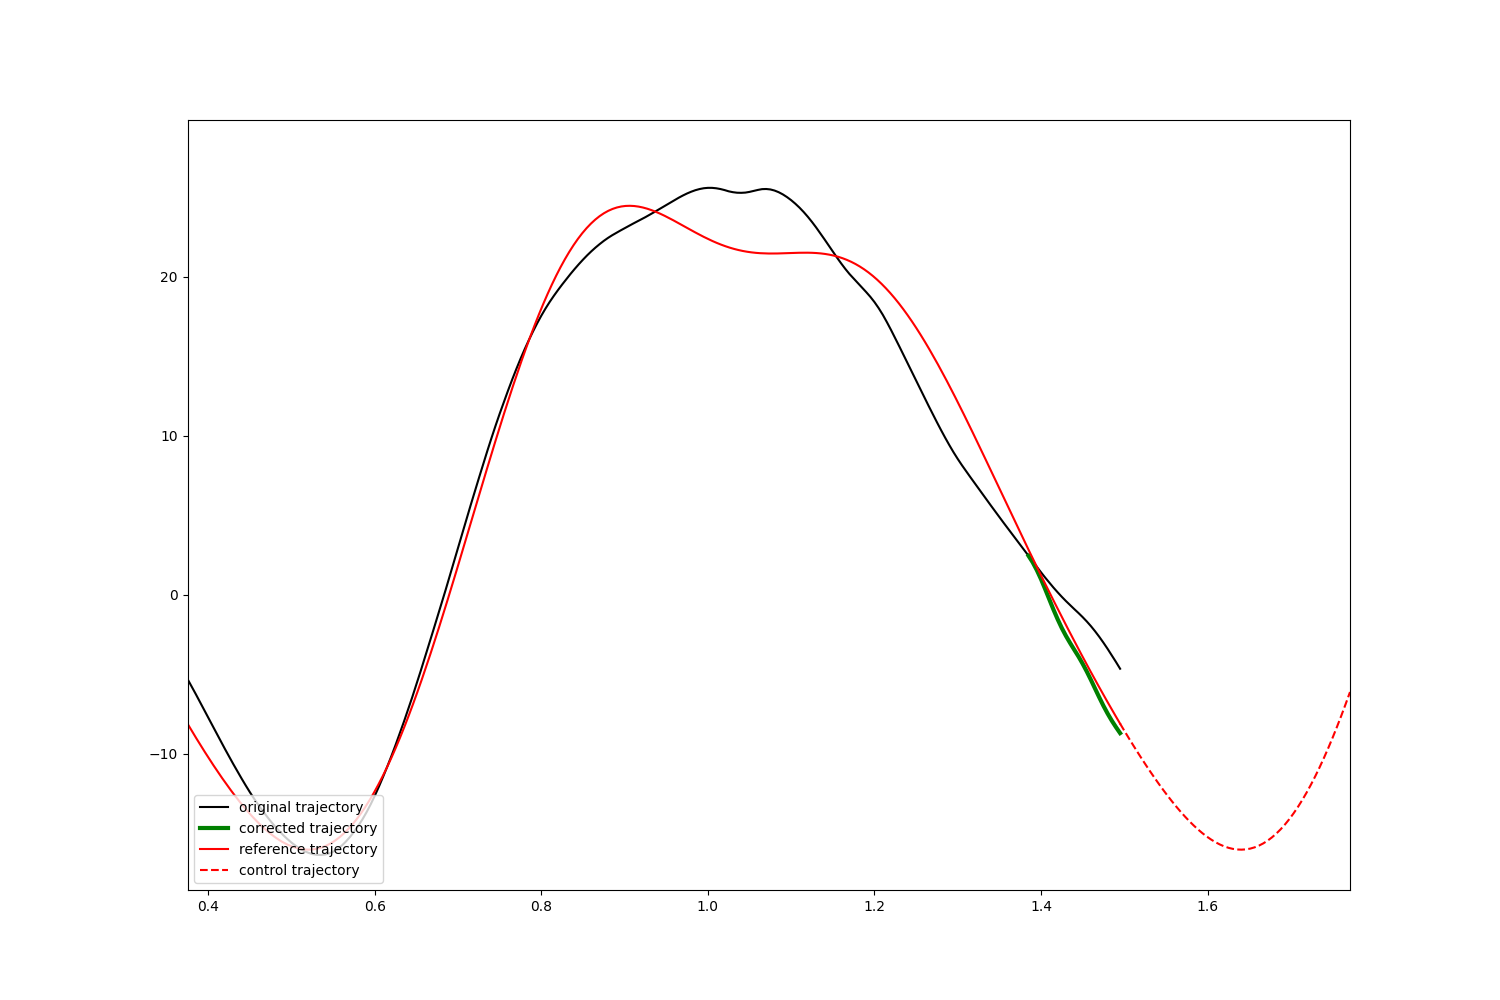 20
10
0
−10
original trajectory
corrected trajectory
reference trajectory
control trajectory
0.4 0.6 0.8 1.0 1.2 1.4 1.6